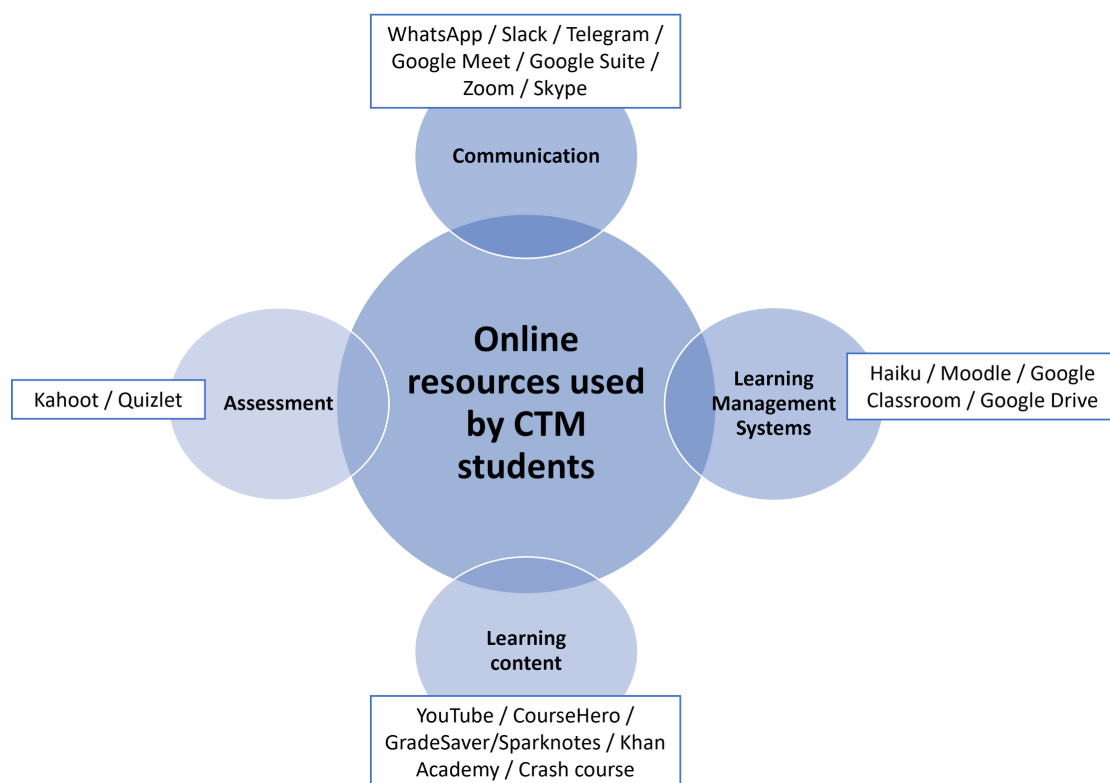 WhatsApp / Slack / Telegram /
Google Meet / Google Suite /
Zoom / Skype
Communication
Online
resources used
by CTM
students
Kahoot / Quizlet
Assessment
Learning
Management
Systems
Haiku / Moodle / Google
Classroom / Google Drive
Learning
content
YouTube / CourseHero /
GradeSaver/Sparknotes / Khan
Academy / Crash course